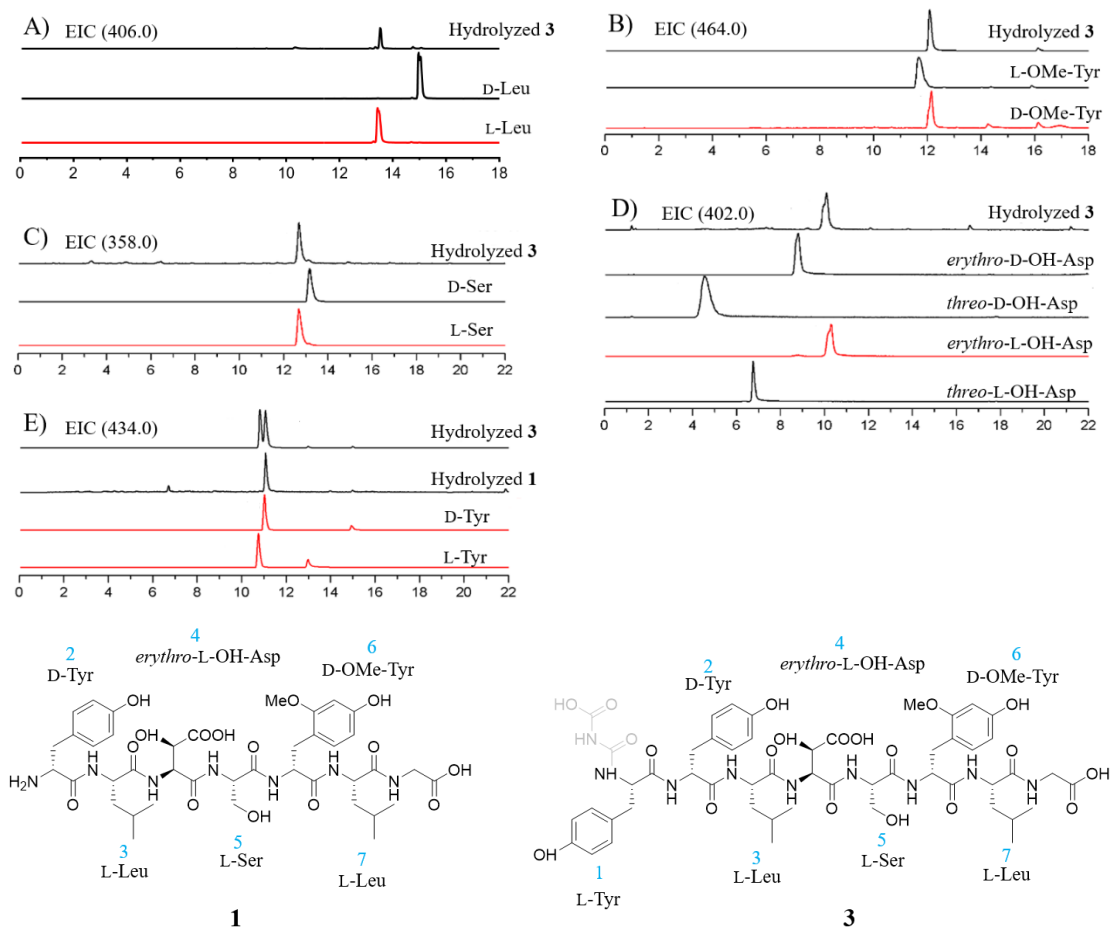 A) EIC (406.0)
Hydrolyzed 3
D-Leu
L-Leu
0 2 4 6 8 10 12 14 16 18
B) EIC (464.0)
Hydrolyzed 3
L-OMe-Tyr
D-OMe-Tyr
0 2 4 6 8 10 12 14 16 18
C) EIC (358.0)
Hydrolyzed 3
D-Ser
L-Ser
0 2 4 6 8 10 12 14 16 18 20 22
D) EIC (402.0)
Hydrolyzed 3
erythro-D-OH-Asp
threo-D-OH-Asp
erythro-L-OH-Asp
threo-L-OH-Asp
0 2 4 6 8 10 12 14 16 18 20 22
E) EIC (434.0)
Hydrolyzed 3
Hydrolyzed 1
D-Tyr
L-Tyr
0 2 4 6 8 10 12 14 16 18 20 22
2
D-Tyr
4
erythro-L-OH-Asp
6
D-OMe-Tyr
OH
MeO
OH
HO
COOH
H2N
O
H
N
O
H
N
O
H
N
O
H
N
O
H
N
O
H
N
O
OH
OH
3
L-Leu
5
L-Ser
7
L-Leu
1
2
D-Tyr
4
erythro-L-OH-Asp
6
D-OMe-Tyr
HO
O
NH
O
HN
OH
MeO
OH
HO
COOH
O
H
N
O
H
N
O
H
N
O
H
N
O
H
N
O
H
N
O
H
N
O
OH
OH
OH
1
L-Tyr
3
L-Leu
5
L-Ser
7
L-Leu
3